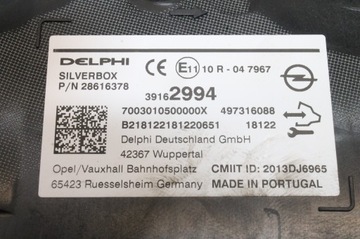 DELPHI
SILVERBOX
P/N 28616378
CE E11 10 R - 04 7967
39162994
7003010500000X 497316088
B218122181220651 18122
Delphi Deutschland GmbH
42367 Wuppertal
Opel/Vauxhall Bahnhofsplatz CMIIT ID: 2013DJ6965
65423 Ruesselsheim Germany MADE IN PORTUGAL